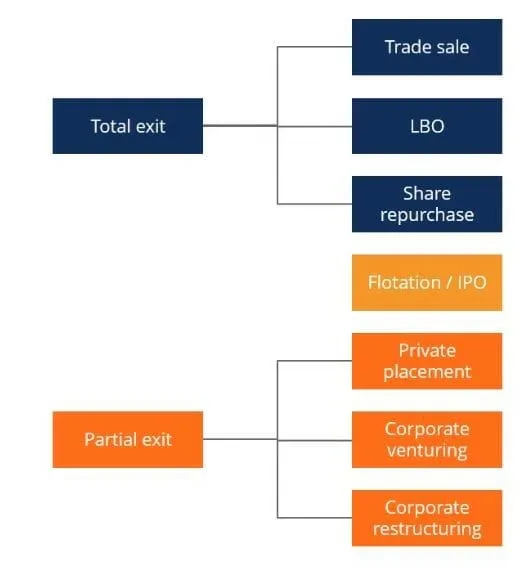 Trade sale
Total exit
LBO
Share
repurchase
Flotation / IPO
Private
placement
Partial exit
Corporate
venturing
Corporate
restructuring